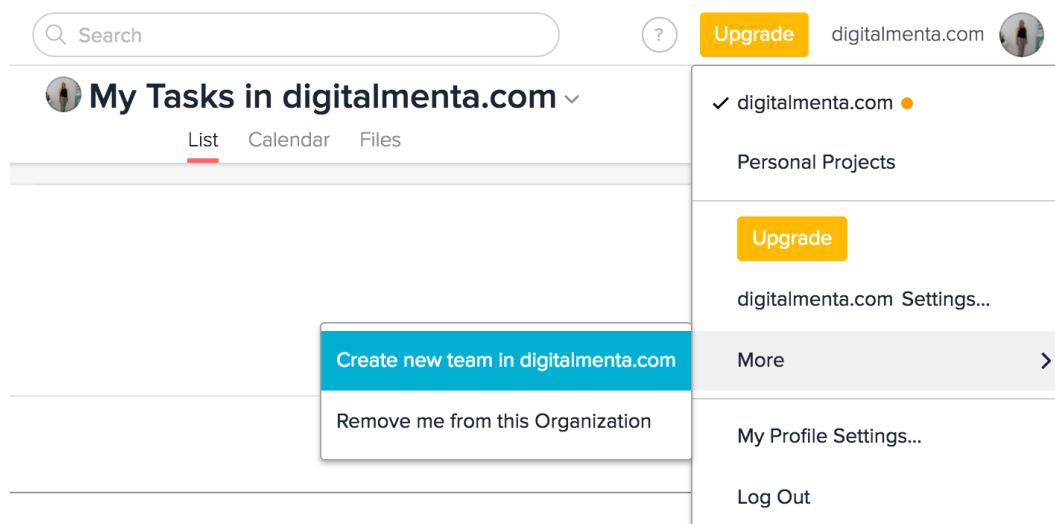 Search
?
Upgrade
digitalmenta.com
My Tasks in digitalmenta.com
List Calendar Files
digitalmenta.com
Personal Projects
Upgrade
digitalmenta.com Settings...
More
Create new team in digitalmenta.com
Remove me from this Organization
My Profile Settings...
Log Out